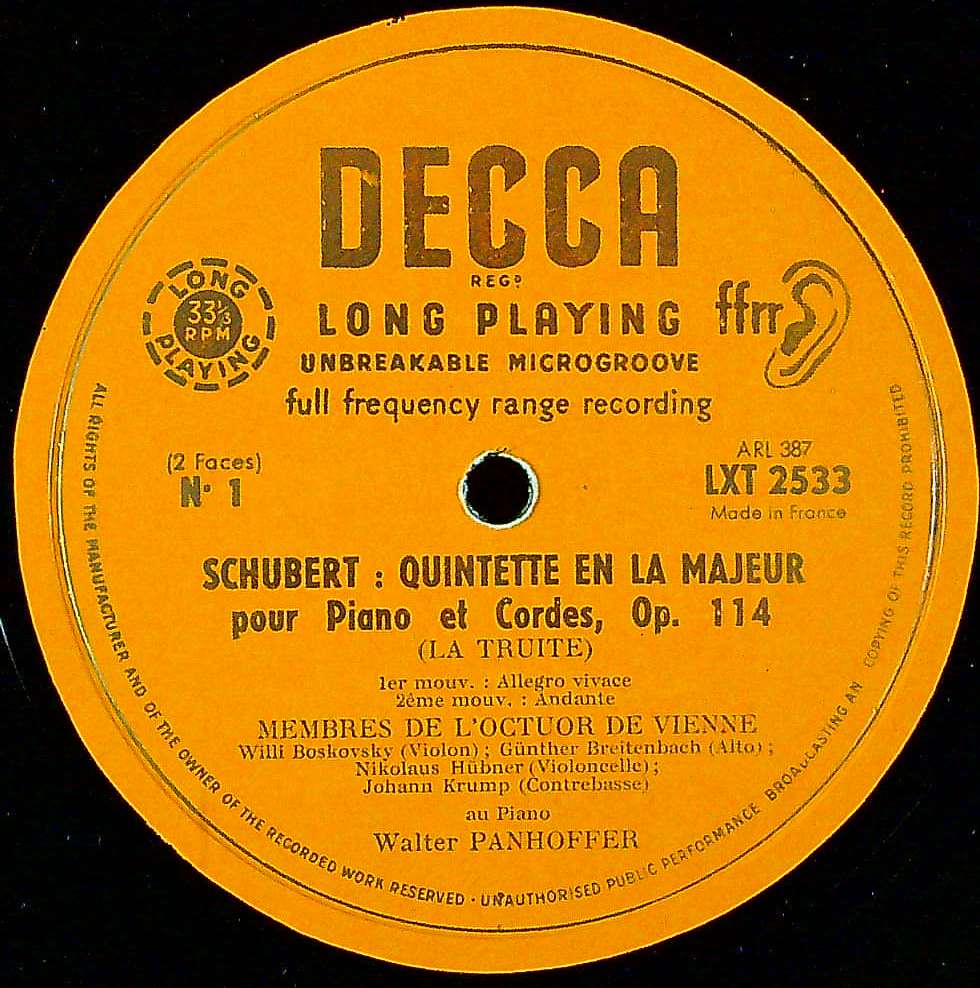 DECCA
REGD
LONG PLAYING
33⅓
RPM
LONG PLAYING
ffrr
UNBREAKABLE MICROGROOVE
full frequency range recording
(2 Faces)
N° 1
ARL 387
LXT 2533
Made in France
SCHUBERT : QUINTETTE EN LA MAJEUR
pour Piano et Cordes, Op. 114
(LA TRUITE)
1er mouv. : Allegro vivace
2ême mouv. : Andante
MEMBRES DE L'OCTUOR DE VIENNE
Willi Boskovsky (Violon) ; Günther Breitenbach (Alto) ;
Nikolaus Hübner (Violoncelle) ;
Johann Krump (Contrebasse)
au Piano
Walter PANHOFFER
ALL RIGHTS OF THE MANUFACTURER AND OF THE OWNER OF THE RECORDED WORK RESERVED · UNAUTHORISED PUBLIC PERFORMANCE BROADCASTING AN COPYING OF THIS RECORD PROHIBITED